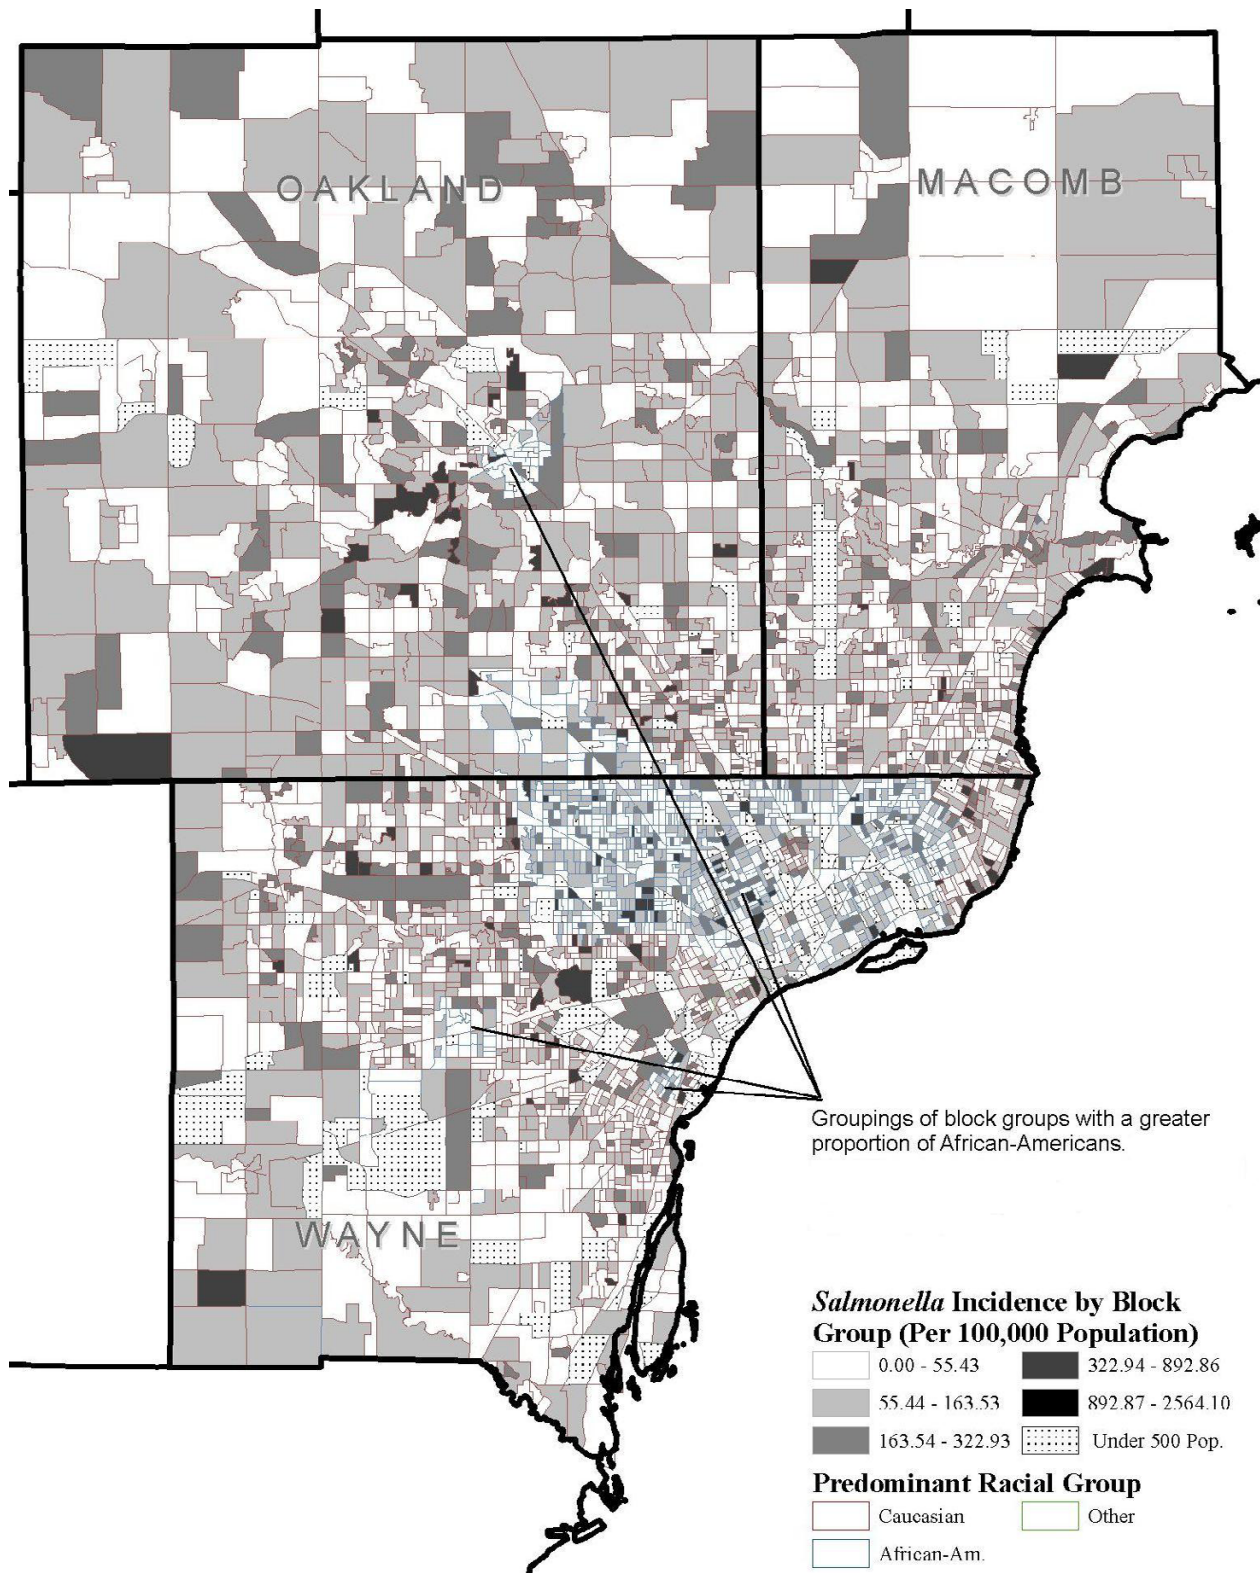 OAKLAND
MACOMB
Groupings of block groups with a greater
proportion of African-Americans.
WAYNE
Salmonella Incidence by Block
Group (Per 100,000 Population)
0.00 - 55.43
322.94 - 892.86
55.44 - 163.53
892.87 - 2564.10
163.54 - 322.93
Under 500 Pop.
Predominant Racial Group
Caucasian
Other
African-Am.